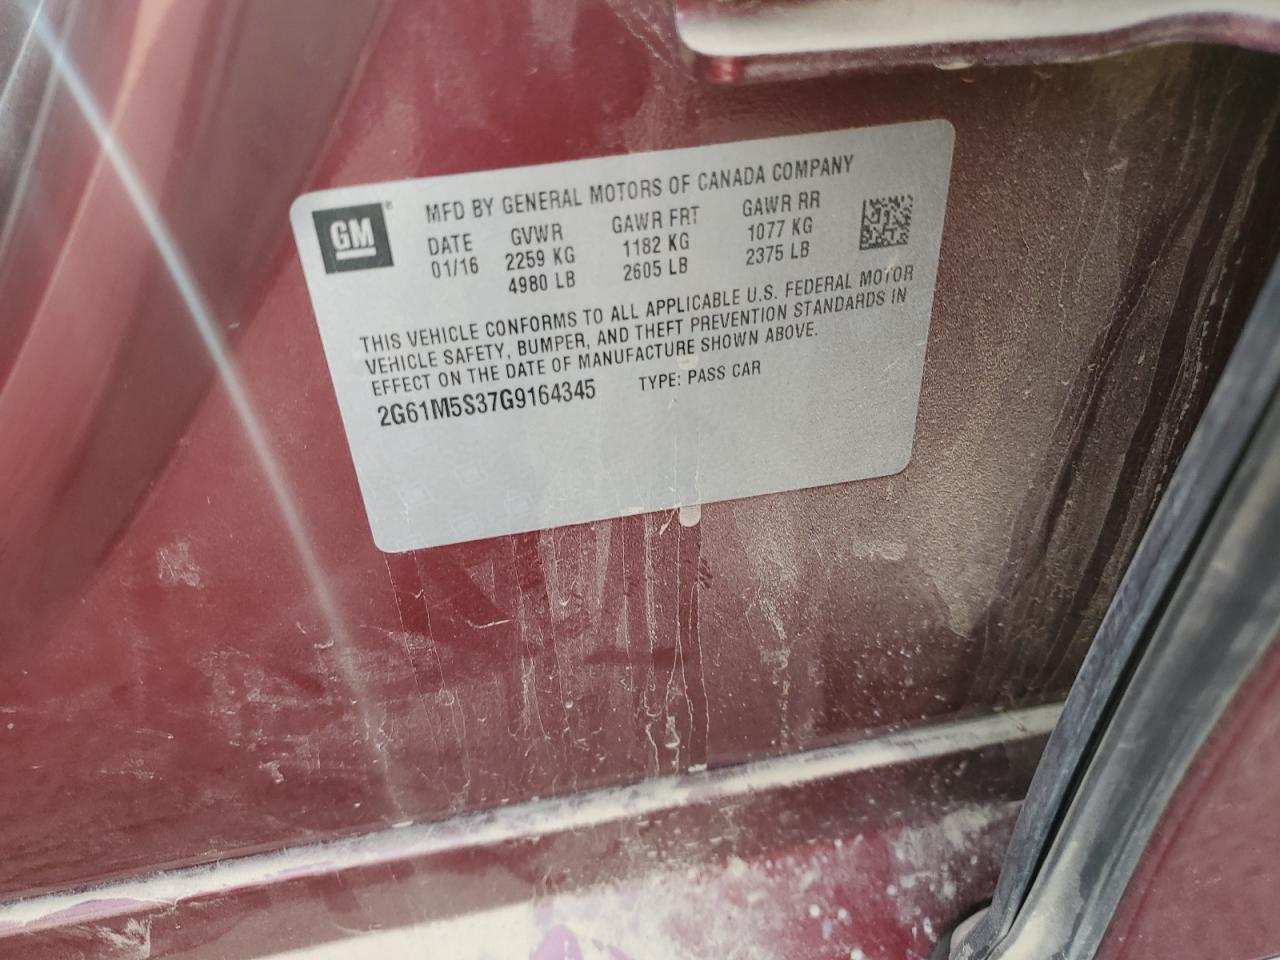 GM
MFD BY GENERAL MOTORS OF CANADA COMPANY
DATE GVWR GAWR FRT GAWR RR
01/16 2259 KG 1182 KG 1077 KG
4980 LB 2605 LB 2375 LB
THIS VEHICLE CONFORMS TO ALL APPLICABLE U.S. FEDERAL MOTOR
VEHICLE SAFETY, BUMPER, AND THEFT PREVENTION STANDARDS IN
EFFECT ON THE DATE OF MANUFACTURE SHOWN ABOVE.
2G61M5S37G9164345 TYPE: PASS CAR